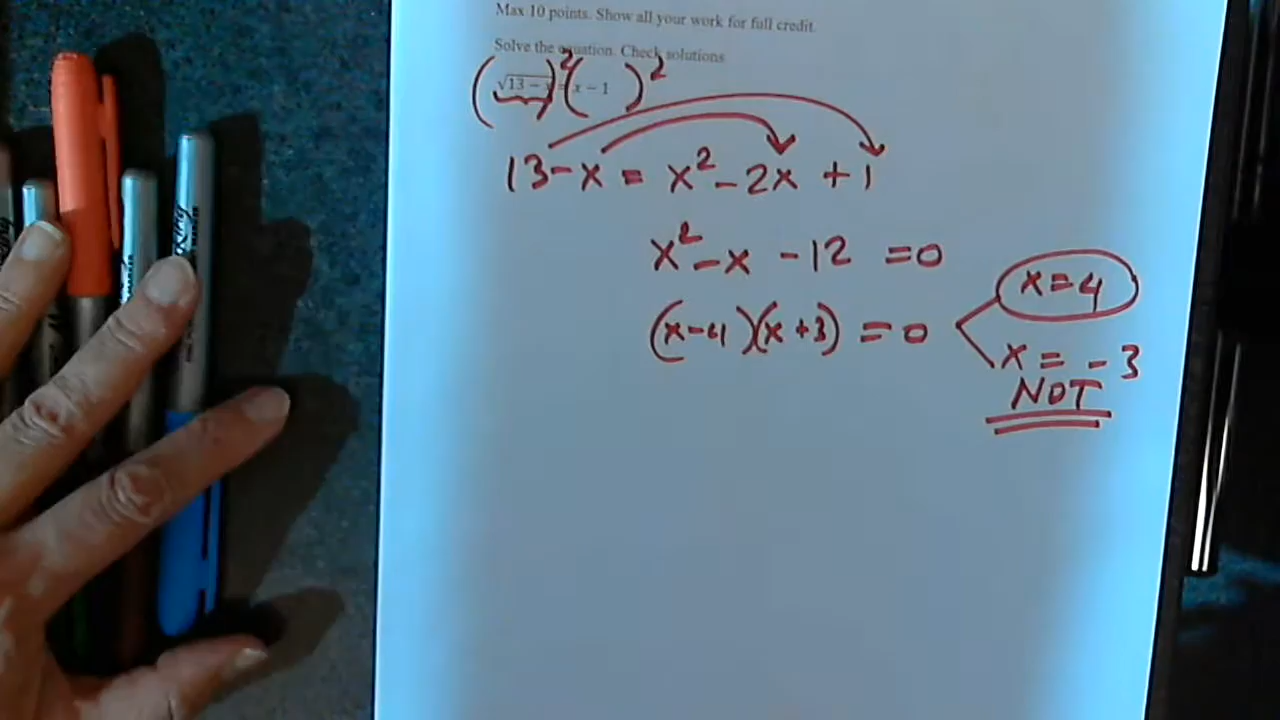 Max 10 points. Show all your work for full credit.
Solve the equation. Check solutions
(√13 − )² ( x − 1 )²
13 - x = x² - 2x + 1
x² - x - 12 = 0
(x - 4)(x + 3) = 0
x = 4
x = - 3
NOT